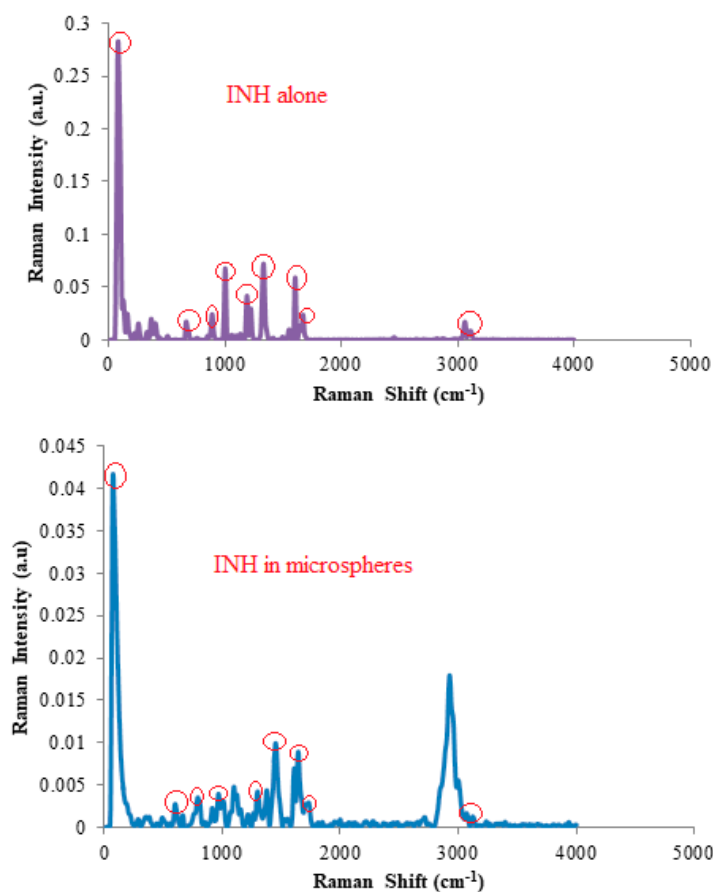 0.3
0.25
0.2
0.15
0.1
0.05
0
Raman Intensity (a.u.)
INH alone
0 1000 2000 3000 4000 5000
Raman Shift (cm-1)
0.045
0.04
0.035
0.03
0.025
0.02
0.015
0.01
0.005
0
Raman Intensity (a.u)
INH in microspheres
0 1000 2000 3000 4000 5000
Raman Shift (cm-1)